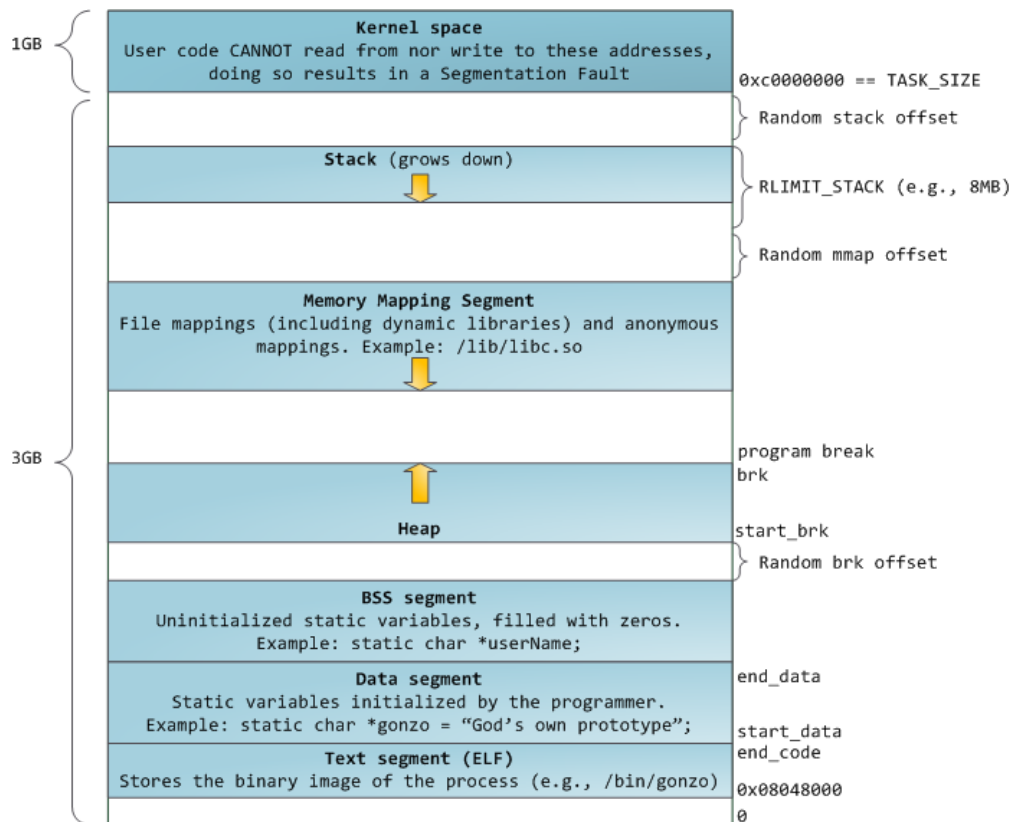 1GB
Kernel space
User code CANNOT read from nor write to these addresses,
doing so results in a Segmentation Fault
0xc0000000 == TASK_SIZE
Random stack offset
Stack (grows down)
RLIMIT_STACK (e.g., 8MB)
Random mmap offset
Memory Mapping Segment
File mappings (including dynamic libraries) and anonymous
mappings. Example: /lib/libc.so
3GB
program break
brk
Heap
start_brk
Random brk offset
BSS segment
Uninitialized static variables, filled with zeros.
Example: static char *userName;
Data segment
end_data
Static variables initialized by the programmer.
Example: static char *gonzo = “God’s own prototype”;
start_data
end_code
Text segment (ELF)
Stores the binary image of the process (e.g., /bin/gonzo)
0x08048000
0